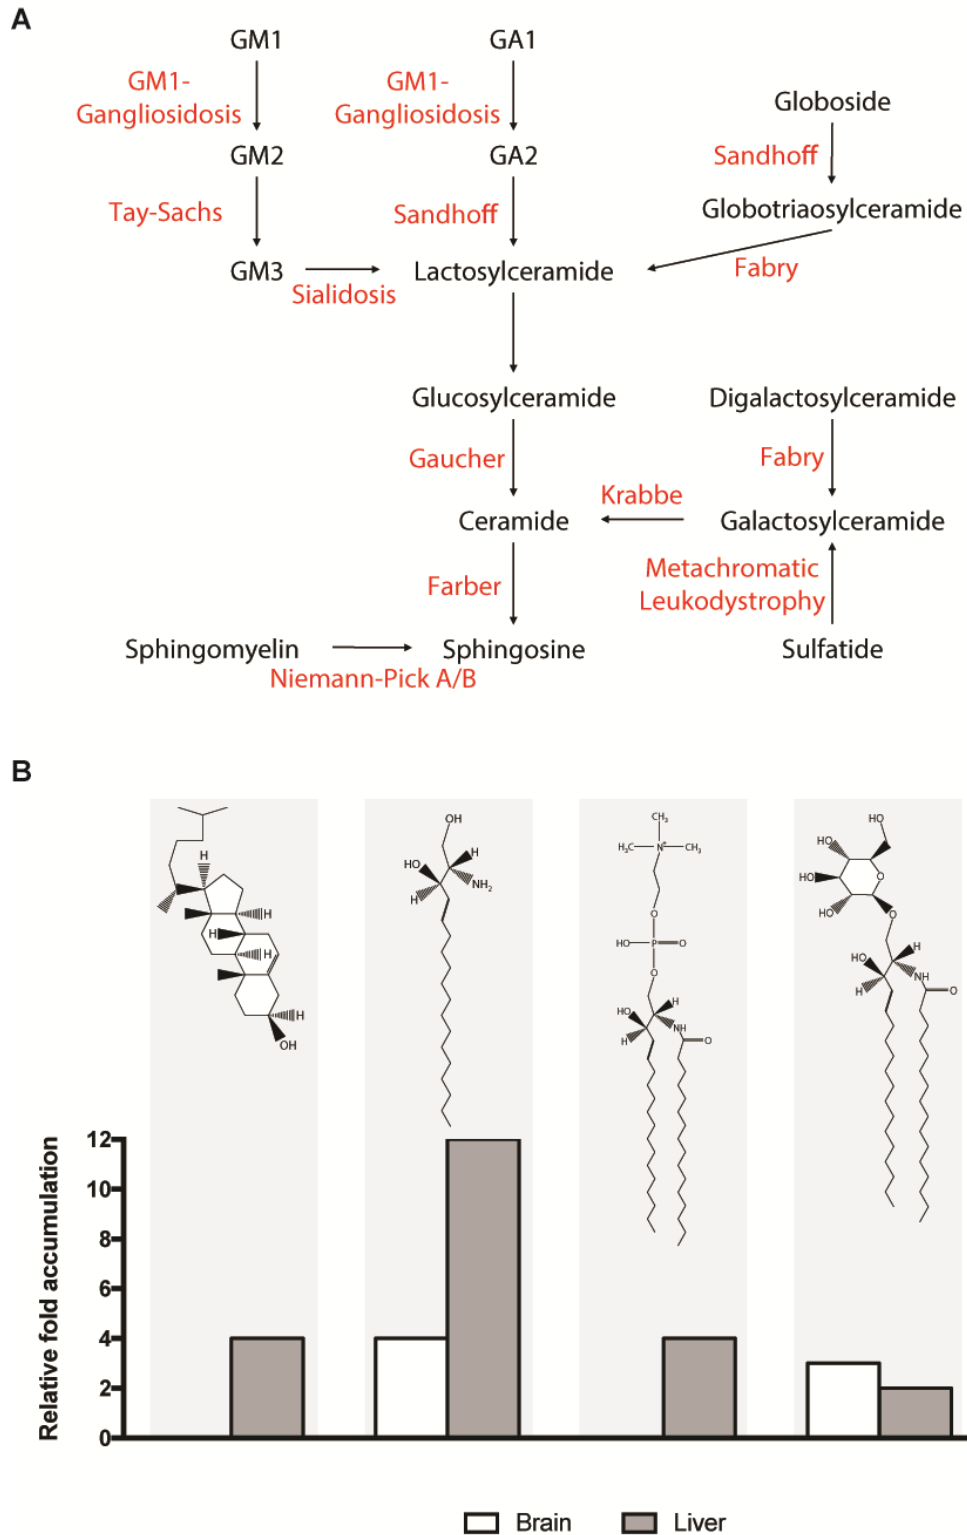 A
GM1
GA1
GM1-
Gangliosidosis
GM1-
Gangliosidosis
Globoside
GM2
GA2
Sandhoff
Tay-Sachs
Sandhoff
Globotriaosylceramide
GM3
Lactosylceramide
Fabry
Sialidosis
Glucosylceramide
Digalactosylceramide
Gaucher
Fabry
Krabbe
Ceramide
Galactosylceramide
Farber
Metachromatic
Leukodystrophy
Sphingomyelin
Sphingosine
Sulfatide
Niemann-Pick A/B
B
H
H
H
H
H
OH
OH
HO
H
H
NH₂
CH₃
H₃C
N⁺
CH₃
O
HO
P
O
O
HO
H
H
NH
O
HO
HO
HO
O
HO
O
HO
H
H
NH
O
Relative fold accumulation
12
10
8
6
4
2
0
Brain
Liver